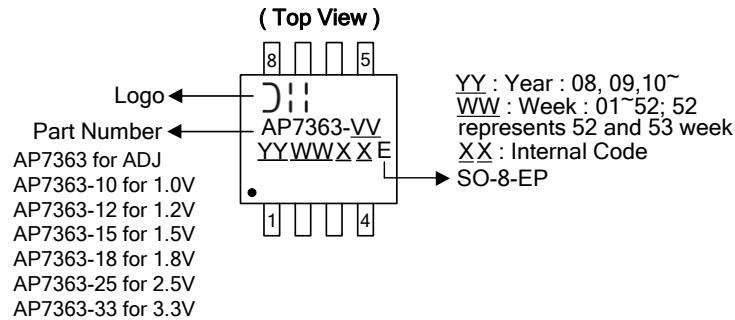 ( Top View )
8 5
Logo
Part Number
AP7363 for ADJ
AP7363-10 for 1.0V
AP7363-12 for 1.2V
AP7363-15 for 1.5V
AP7363-18 for 1.8V
AP7363-25 for 2.5V
AP7363-33 for 3.3V
AP7363-VV
YYWWXXE
1 4
YY : Year : 08, 09,10~
WW : Week : 01~52; 52
represents 52 and 53 week
XX : Internal Code
SO-8-EP